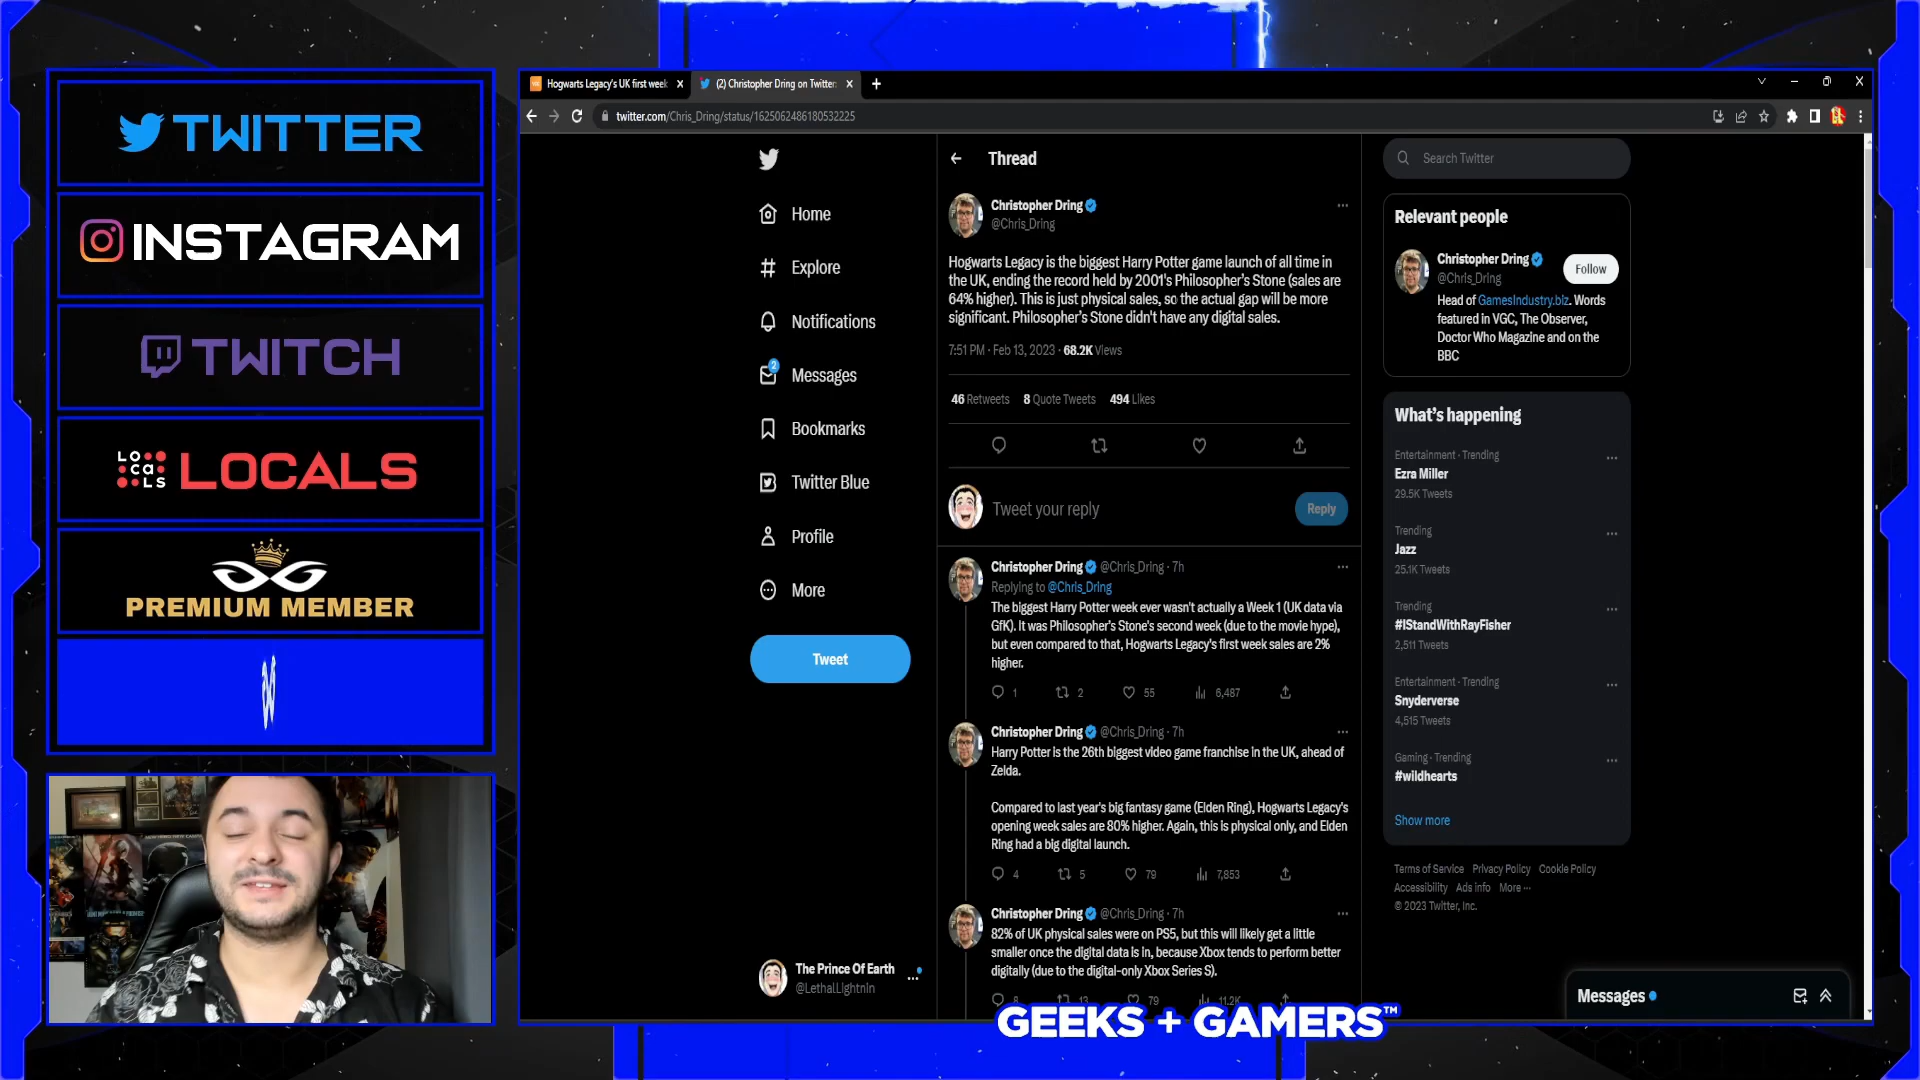 TWITTER
INSTAGRAM
TWITCH
LOCALS
LOCALS
PREMIUM MEMBER
Hogwarts Legacy's UK first week
(2) Christopher Dring on Twitter
twitter.com/Chris_Dring/status/1625062486180532225
Home
Explore
Notifications
2
Messages
Bookmarks
Twitter Blue
Profile
More
Tweet
The Prince Of Earth
@LethalLightnin
Thread
Christopher Dring
@Chris_Dring
Hogwarts Legacy is the biggest Harry Potter game launch of all time in
the UK, ending the record held by 2001's Philosopher's Stone (sales are
64% higher). This is just physical sales, so the actual gap will be more
significant. Philosopher's Stone didn't have any digital sales.
7:51 PM · Feb 13, 2023 · 68.2K Views
46 Retweets 8 Quote Tweets 494 Likes
Tweet your reply
Reply
Christopher Dring @Chris_Dring · 7h
Replying to @Chris_Dring
The biggest Harry Potter week ever wasn't actually a Week 1 (UK data via
GfK). It was Philosopher's Stone's second week (due to the movie hype),
but even compared to that, Hogwarts Legacy's first week sales are 2%
higher.
1 2 55 6,487
Christopher Dring @Chris_Dring · 7h
Harry Potter is the 26th biggest video game franchise in the UK, ahead of
Zelda.
Compared to last year's big fantasy game (Elden Ring), Hogwarts Legacy's
opening week sales are 80% higher. Again, this is physical only, and Elden
Ring had a big digital launch.
4 5 79 7,853
Christopher Dring @Chris_Dring · 7h
82% of UK physical sales were on PS5, but this will likely get a little
smaller once the digital data is in, because Xbox tends to perform better
digitally (due to the digital-only Xbox Series S).
8 13 79 11.2K
Search Twitter
Relevant people
Christopher Dring
@Chris_Dring
Follow
Head of GamesIndustry.biz. Words
featured in VGC, The Observer,
Doctor Who Magazine and on the
BBC
What's happening
Entertainment · Trending
Ezra Miller
29.5K Tweets
Trending
Jazz
25.1K Tweets
Trending
#IStandWithRayFisher
2,511 Tweets
Entertainment · Trending
Snyderverse
4,515 Tweets
Gaming · Trending
#wildhearts
Show more
Terms of Service Privacy Policy Cookie Policy
Accessibility Ads info More ···
© 2023 Twitter, Inc.
Messages
GEEKS + GAMERS™